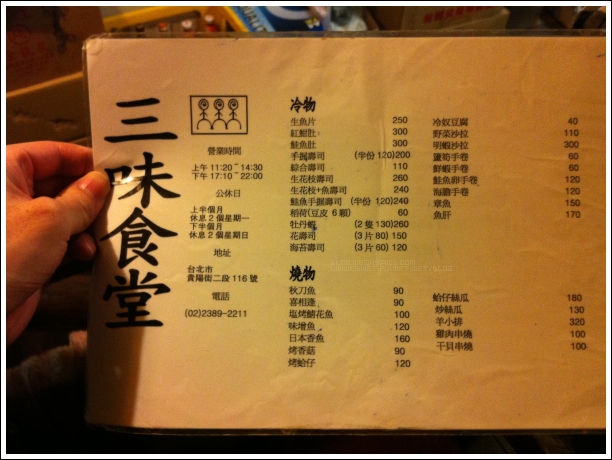 三味食堂
營業時間
上午 11:20~14:30
下午 17:10~22:00
公休日
上半個月
休息 2 個星期一
下半個月
休息 2 個星期日
地址
台北市
貴陽街二段 116 號
電話
(02)2389-2211
冷物
生魚片 250
紅魽肚 300
鮭魚肚 300
手握壽司 (半份 120)200
綜合壽司 110
生花枝壽司 260
生花枝+魚壽司 240
鮭魚手握壽司 (半份 120)240
稻荷(豆皮 6 顆) 60
牡丹蝦 (2 隻 130)260
花壽司 (3 片 80) 150
海苔壽司 (3 片 60) 120
冷奴豆腐 40
野菜沙拉 110
明蝦沙拉 300
蘆筍手卷 60
鮮蝦手卷 60
鮭魚卵手卷 120
海膽手卷 120
章魚 150
魚肝 170
燒物
秋刀魚 90
喜相逢 90
塩烤鯖花魚 100
味增魚 120
日本香魚 160
烤香菇 90
烤蛤仔 120
蛤仔絲瓜 180
炒絲瓜 130
羊小排 320
雞肉串燒 100
干貝串燒 100